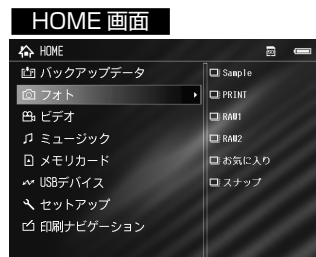 HOME 画面
HOME
バックアップデータ
フォト
ビデオ
ミュージック
メモリカード
USBデバイス
セットアップ
印刷ナビゲーション
Sample
PRINT
RAW1
RAW2
お気に入り
スナップ